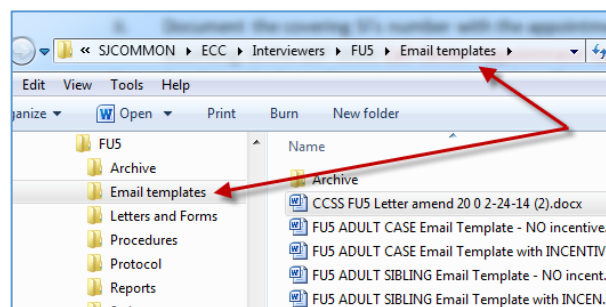 ii. Document the covering SI's number with the appointme
« SJCOMMON ▸ ECC ▸ Interviewers ▸ FU5 ▸ Email templates ▸
Edit View Tools Help
ganize Open Print Burn New folder
FU5
Archive
Email templates
Letters and Forms
Procedures
Protocol
Reports
Name
Archive
CCSS FU5 Letter amend 20 0 2-24-14 (2).docx
FU5 ADULT CASE Email Template - NO incentive.
FU5 ADULT CASE Email Template with INCENTIV
FU5 ADULT SIBLING Email Template - NO incent.
FU5 ADULT SIBLING Email Template with INCEN.